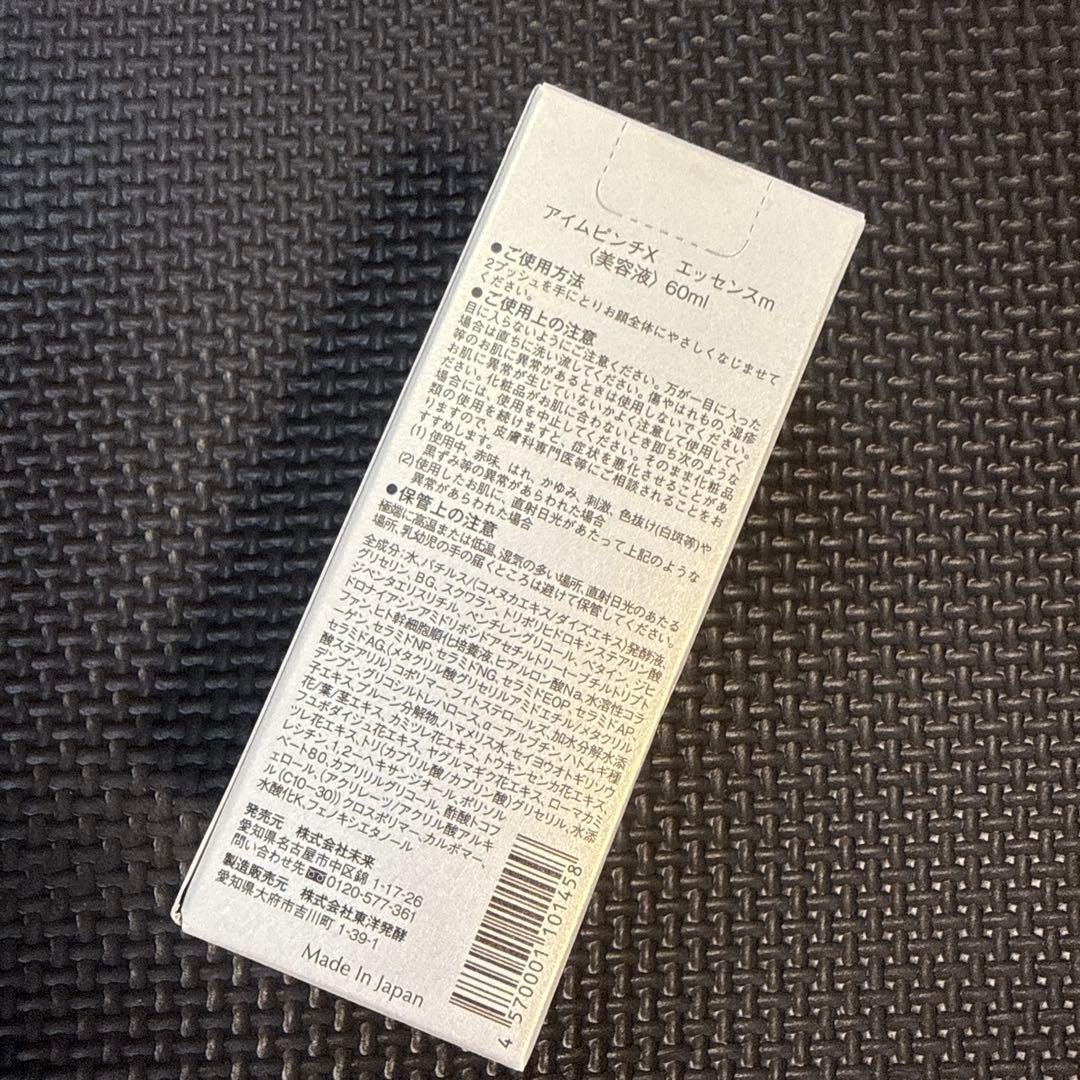 アイムピンチX エッセンスm
〈美容液〉60ml
●ご使用方法
2プッシュを手にとりお顔全体にやさしくなじませて
ください。
●ご使用上の注意
目に入らないようにご注意ください。万が一目に入った
場合は直ちに洗い流してください。傷やはれもの、湿疹
等のお肌に異常があるときは使用しないでください。
お肌に異常が生じていないかよく注意して使用してく
ださい。化粧品がお肌に合わないとき即ち次のような
場合には、使用を中止してください。そのまま化粧品
類の使用を続けますと、症状を悪化させることがあ
りますので、皮膚科専門医等にご相談されることをお
すすめします。
(1) 使用中、赤味、はれ、かゆみ、刺激、色抜け(白斑等)や
黒ずみ等の異常があらわれた場合
(2) 使用したお肌に、直射日光があたって上記のような
異常があらわれた場合
●保管上の注意
極端に高温または低温、湿気の多い場所、直射日光のあたる
場所、乳幼児の手の届くところは避けて保管してください。
全成分:水、バチルス/(コメヌカエキス/ダイズエキス)発酵液、
グリセリン、BG、スクワラン、トリポリヒドロキシステアリン酸
ジペンタエリスリチル、ペンチレングリコール、ベタイン、ジヒ
ドロナイアシンアミドリポソドアセチルトリ
ーゲン、ヒト幹細胞順化培養液、ヒアルロン酸Na、水溶性コラ
セラミドNP、セラミドNG、セラミドEOP、セラミドAP、
セラミドAG、(メタクリル酸グリセリルアミドエチル/メタクリル
酸ステアリル)コポリマー、フィトステロール、加水分解水添
デンプン、グリコシルトレハロース、α-アルブチン、ハトムギ種
子エキス、プルーン分解物、ハマメリス水、セイヨウオトギリソウ
花/葉/茎エキス、カミツレ花エキス、トウキンセンカ花エキス、
フユボダイジュ花エキス、ヤグルマギク花エキス、ローマカミ
ツレ花エキス、トリ(カプリル酸/カプリン酸)グリセリル、水添
レシチン、1,2-ヘキサンジオール、ポリソル
ベート80、カプリリルグリコール、酢酸トコフ
ェロール、(アクリレーツ/アクリル酸アルキ
ル(C10-30))クロスポリマー、カルボマー、
水酸化K、フェノキシエタノール
発売元 株式会社未来
愛知県名古屋市中区錦 1-17-26
問い合わせ先 0120-577-361
製造販売元 株式会社東洋発酵
愛知県大府市吉川町 1-39-1
Made In Japan
4 570001 101458